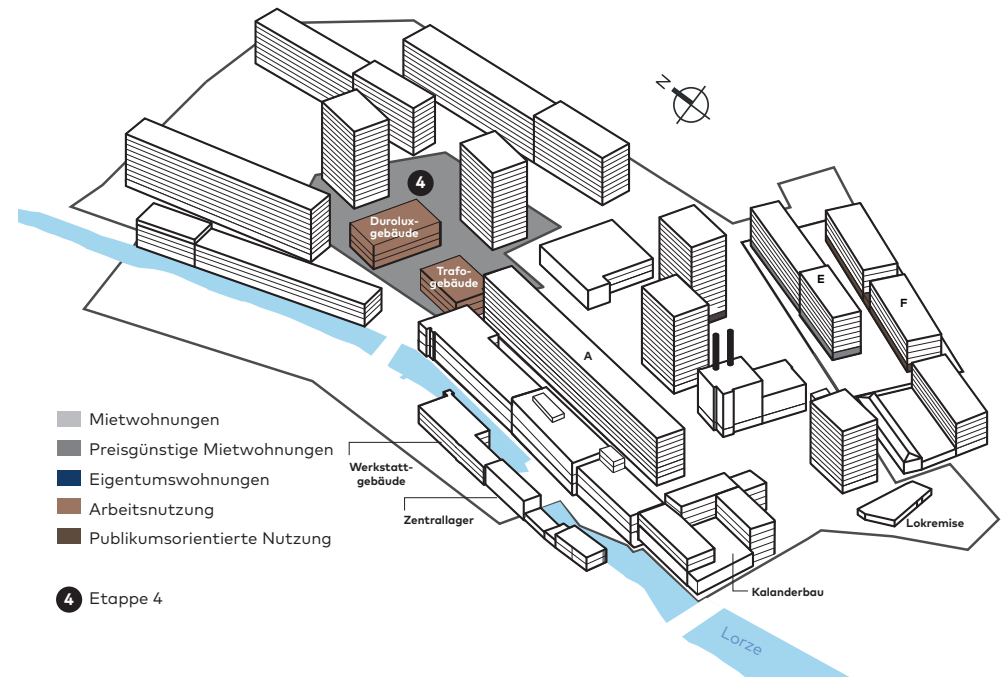 N
4
Durolux-
gebäude
Trafo-
gebäude
E
F
A
Mietwohnungen
Preisgünstige Mietwohnungen
Eigentumswohnungen
Arbeitsnutzung
Publikumsorientierte Nutzung
Werkstatt-
gebäude
Zentrallager
Lokremise
Kalanderbau
4 Etappe 4
Lorze